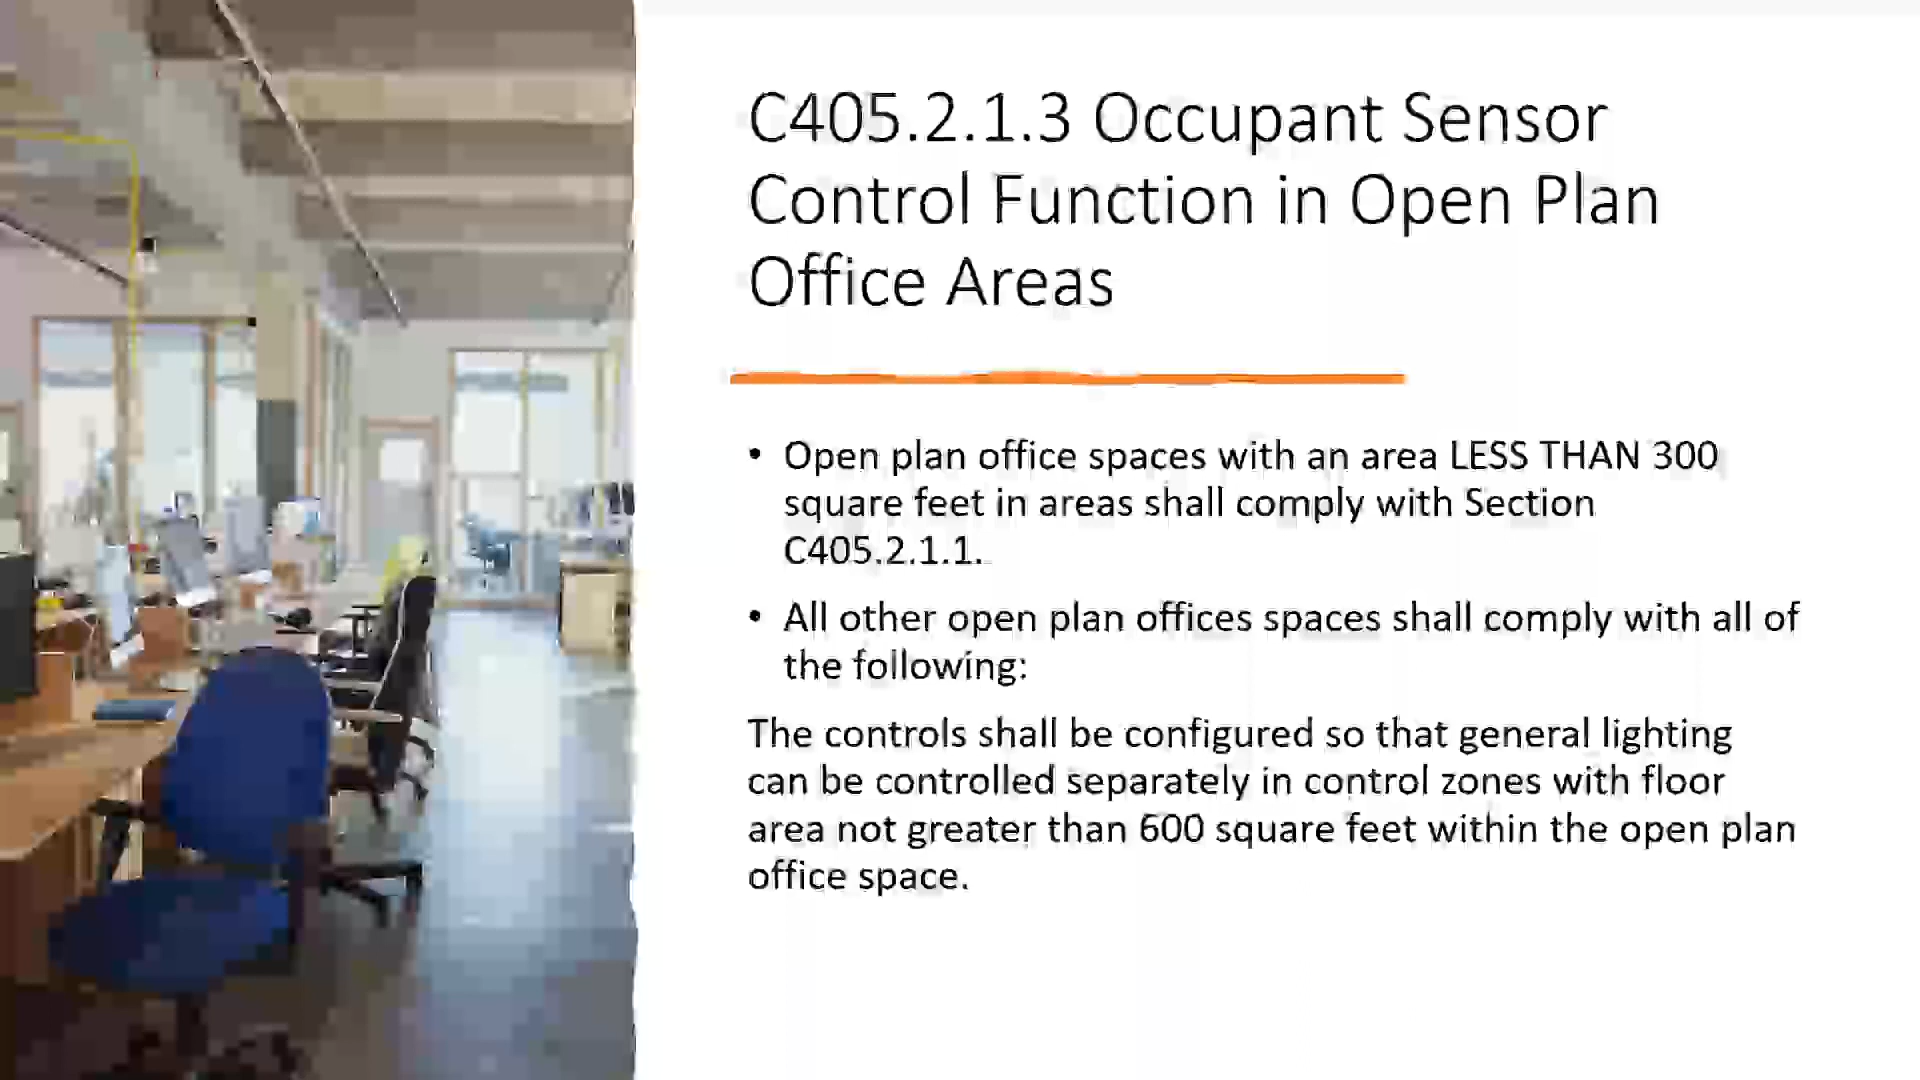 C405.2.1.3 Occupant Sensor
Control Function in Open Plan
Office Areas
• Open plan office spaces with an area LESS THAN 300
square feet in areas shall comply with Section
C405.2.1.1.
• All other open plan offices spaces shall comply with all of
the following:
The controls shall be configured so that general lighting
can be controlled separately in control zones with floor
area not greater than 600 square feet within the open plan
office space.